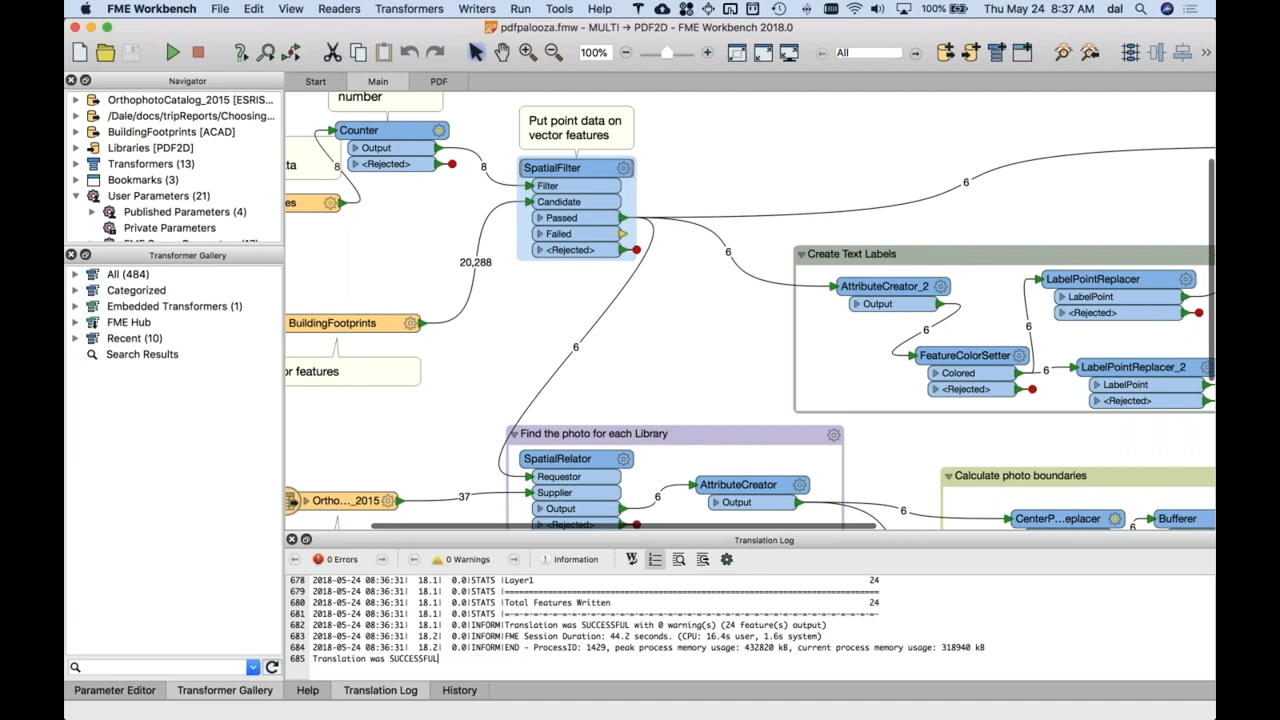 FME Workbench File Edit View Readers Transformers Writers Run Tools Help 100% Thu May 24 8:37 AM dal
pdfpalooza.fmw - MULTI → PDF2D - FME Workbench 2018.0
100% All
Navigator
OrthophotoCatalog_2015 [ESRIS...
/Dale/docs/tripReports/Choosing...
BuildingFootprints [ACAD]
Libraries [PDF2D]
Transformers (13)
Bookmarks (3)
User Parameters (21)
Published Parameters (4)
Private Parameters
Transformer Gallery
All (484)
Categorized
Embedded Transformers (1)
FME Hub
Recent (10)
Search Results
Parameter Editor Transformer Gallery
Start Main PDF
number
Counter
Output
<Rejected>
8
8
ta
es
Put point data on
vector features
SpatialFilter
Filter
Candidate
Passed
Failed
<Rejected>
20,288
BuildingFootprints
or features
6
6
6
Create Text Labels
AttributeCreator_2
Output
6
FeatureColorSetter
Colored
<Rejected>
6
6
LabelPointReplacer
LabelPoint
<Rejected>
LabelPointReplacer_2
LabelPoint
<Rejected>
Find the photo for each Library
SpatialRelator
Requestor
Supplier
Output
<Rejected>
Ortho..._2015
37
6
AttributeCreator
Output
6
Calculate photo boundaries
CenterP...eplacer
6
Bufferer
Translation Log
0 Errors 0 Warnings Information
678 2018-05-24 08:36:31| 18.1| 0.0|STATS |Layer1 24
679 2018-05-24 08:36:31| 18.1| 0.0|STATS |==============================================================================
680 2018-05-24 08:36:31| 18.1| 0.0|STATS |Total Features Written 24
681 2018-05-24 08:36:31| 18.1| 0.0|STATS |=-=-=-=-=-=-=-=-=-=-=-=-=-=-=-=-=-=-=-=-=-=-=-=-=-=-=-=-=-=-=-=-=-=-=-=-=-=-
682 2018-05-24 08:36:31| 18.1| 0.0|INFORM|Translation was SUCCESSFUL with 0 warning(s) (24 feature(s) output)
683 2018-05-24 08:36:31| 18.2| 0.0|INFORM|FME Session Duration: 44.2 seconds. (CPU: 16.4s user, 1.6s system)
684 2018-05-24 08:36:31| 18.2| 0.0|INFORM|END - ProcessID: 1429, peak process memory usage: 432820 kB, current process memory usage: 318940 kB
685 Translation was SUCCESSFUL
Help Translation Log History